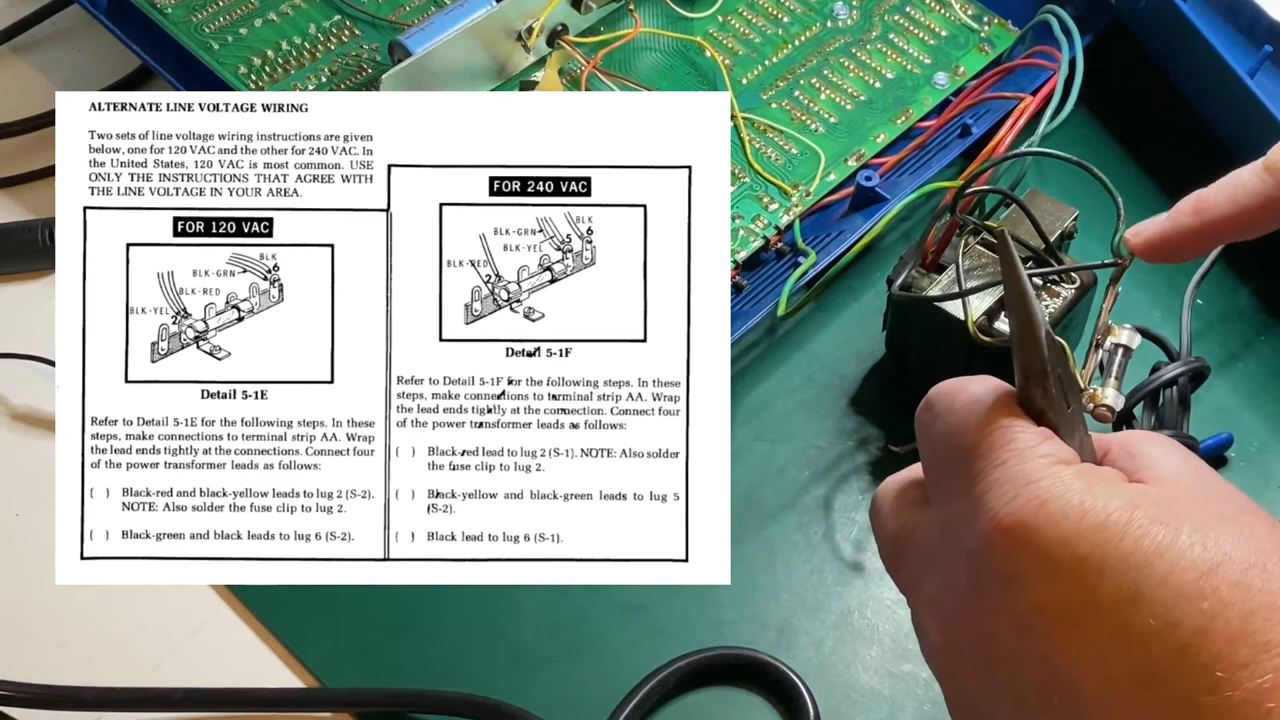 ALTERNATE LINE VOLTAGE WIRING
Two sets of line voltage wiring instructions are given
below, one for 120 VAC and the other for 240 VAC. In
the United States, 120 VAC is most common. USE
ONLY THE INSTRUCTIONS THAT AGREE WITH
THE LINE VOLTAGE IN YOUR AREA.
FOR 120 VAC
BLK
6
BLK-GRN
BLK-RED
BLK-YEL
2
Detail 5-1E
Refer to Detail 5-1E for the following steps. In these
steps, make connections to terminal strip AA. Wrap
the lead ends tightly at the connections. Connect four
of the power transformer leads as follows:
( ) Black-red and black-yellow leads to lug 2 (S-2).
NOTE: Also solder the fuse clip to lug 2.
( ) Black-green and black leads to lug 6 (S-2).
FOR 240 VAC
BLK
6
BLK-GRN
BLK-YEL
5
BLK-RED
2
Detail 5-1F
Refer to Detail 5-1F for the following steps. In these
steps, make connections to terminal strip AA. Wrap
the lead ends tightly at the connection. Connect four
of the power transformer leads as follows:
( ) Black-red lead to lug 2 (S-1). NOTE: Also solder
the fuse clip to lug 2.
( ) Black-yellow and black-green leads to lug 5
(S-2).
( ) Black lead to lug 6 (S-1).